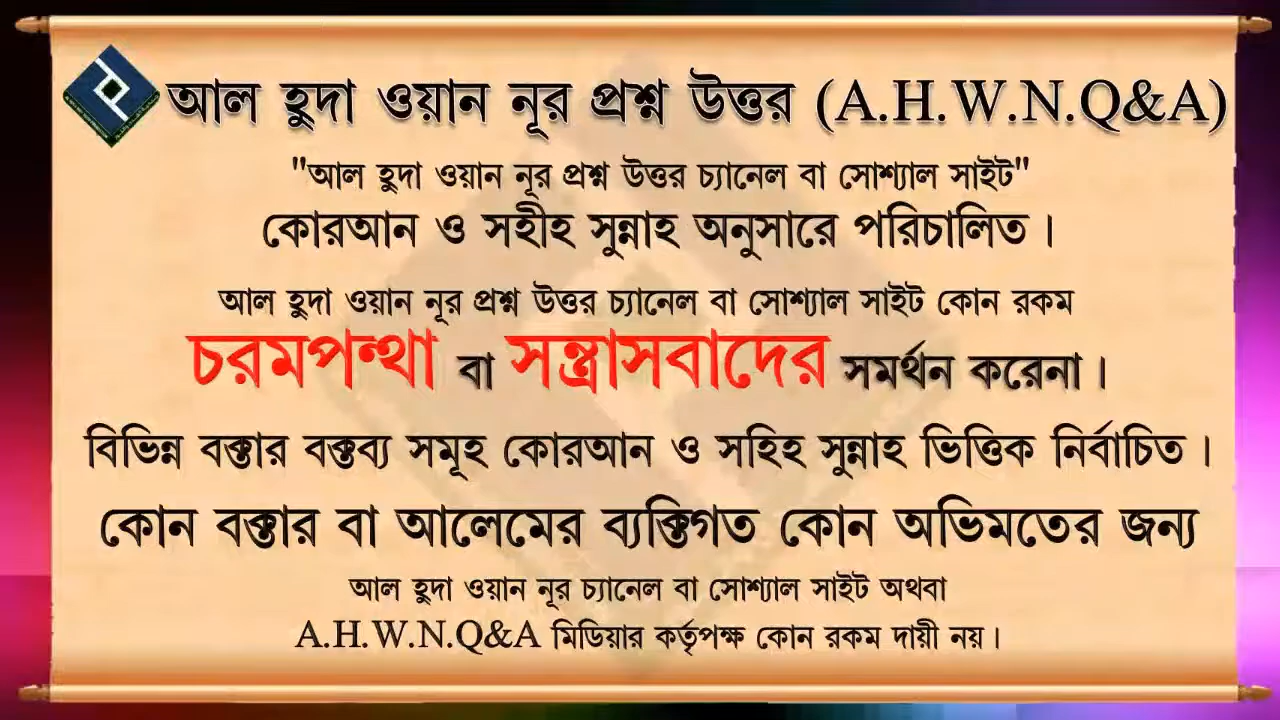 আল হুদা ওয়ান নূর প্রশ্ন উত্তর (A.H.W.N.Q&A)
"আল হুদা ওয়ান নূর প্রশ্ন উত্তর চ্যানেল বা সোশ্যাল সাইট"
কোরআন ও সহীহ সুন্নাহ অনুসারে পরিচালিত।
আল হুদা ওয়ান নূর প্রশ্ন উত্তর চ্যানেল বা সোশ্যাল সাইট কোন রকম
চরমপন্থা বা সন্ত্রাসবাদের সমর্থন করেনা।
বিভিন্ন বক্তার বক্তব্য সমূহ কোরআন ও সহিহ সুন্নাহ ভিত্তিক নির্বাচিত।
কোন বক্তার বা আলেমের ব্যক্তিগত কোন অভিমতের জন্য
আল হুদা ওয়ান নূর চ্যানেল বা সোশ্যাল সাইট অথবা
A.H.W.N.Q&A মিডিয়ার কর্তৃপক্ষ কোন রকম দায়ী নয়।